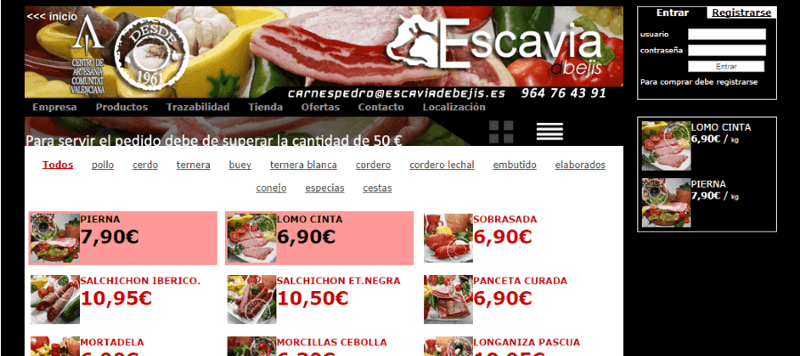 <<< inicio
CENTRO DE
ARTESANIA
COMUNITAT
VALENCIANA
DESDE
1961
Escavia
dbejis
carnespedro@escaviadebejis.es 964 76 43 91
Entrar Registrarse
usuario
contraseña
Entrar
Para comprar debe registrarse
Empresa Productos Trazabilidad Tienda Ofertas Contacto Localización
Para servir el pedido debe de superar la cantidad de 50 €
Todos pollo cerdo ternera buey ternera blanca cordero cordero lechal embutido elaborados
conejo especias cestas
LOMO CINTA
6,90€ / kg
PIERNA
7,90€ / kg
PIERNA
7,90€
LOMO CINTA
6,90€
SOBRASADA
6,90€
SALCHICHON IBERICO.
10,95€
SALCHICHON ET.NEGRA
10,50€
PANCETA CURADA
6,90€
MORTADELA
MORCILLAS CEBOLLA
LONGANIZA PASCUA